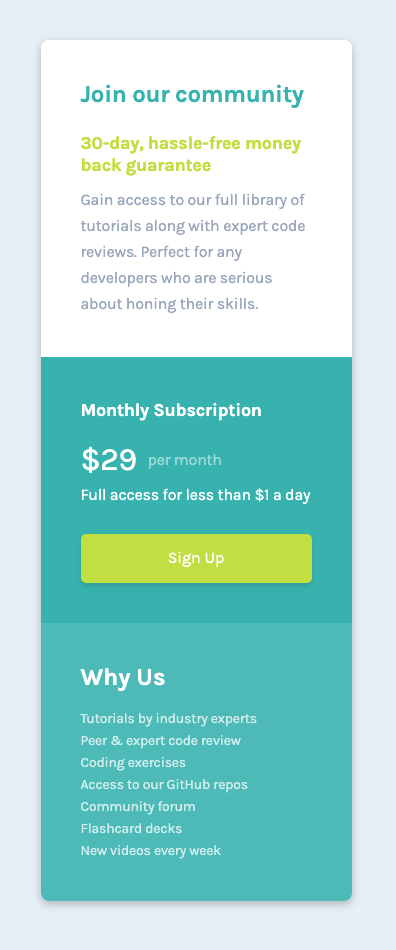 Join our community
30-day, hassle-free money
back guarantee
Gain access to our full library of
tutorials along with expert code
reviews. Perfect for any
developers who are serious
about honing their skills.
Monthly Subscription
$29 per month
Full access for less than $1 a day
Sign Up
Why Us
Tutorials by industry experts
Peer & expert code review
Coding exercises
Access to our GitHub repos
Community forum
Flashcard decks
New videos every week